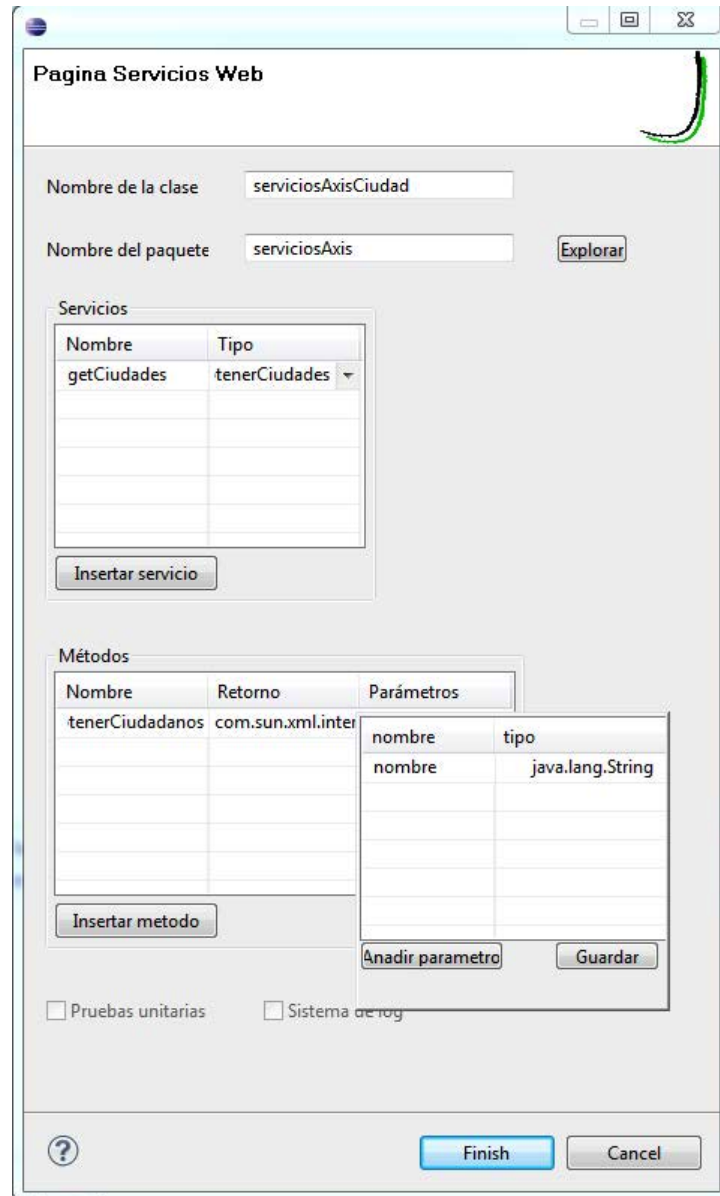 Pagina Servicios Web
Nombre de la clase serviciosAxisCiudad
Nombre del paquete serviciosAxis Explorar
Servicios
Nombre Tipo
getCiudades tenerCiudades
Insertar servicio
Métodos
Nombre Retorno Parámetros
tenerCiudadanos com.sun.xml.inter
nombre tipo
nombre java.lang.String
Anadir parametro Guardar
Insertar metodo
Pruebas unitarias Sistema de log
Finish Cancel